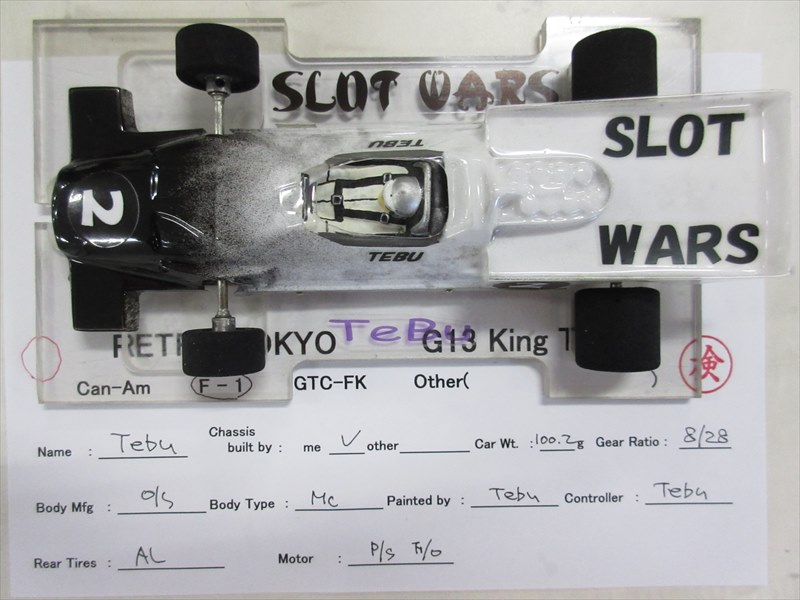 SLOT WARS
SLOT
TEBU
2
TEBU
WARS
TeBu
TOKYO G13 King
Can-Am F-1 GTC-FK Other( )
検
Name : Tebu Chassis built by : me ✓ other Car Wt. : 100.2g Gear Ratio : 8/28
Body Mfg : O/S Body Type : Mc Painted by : Tebu Controller : Tebu
Rear Tires : AL Motor : P/S